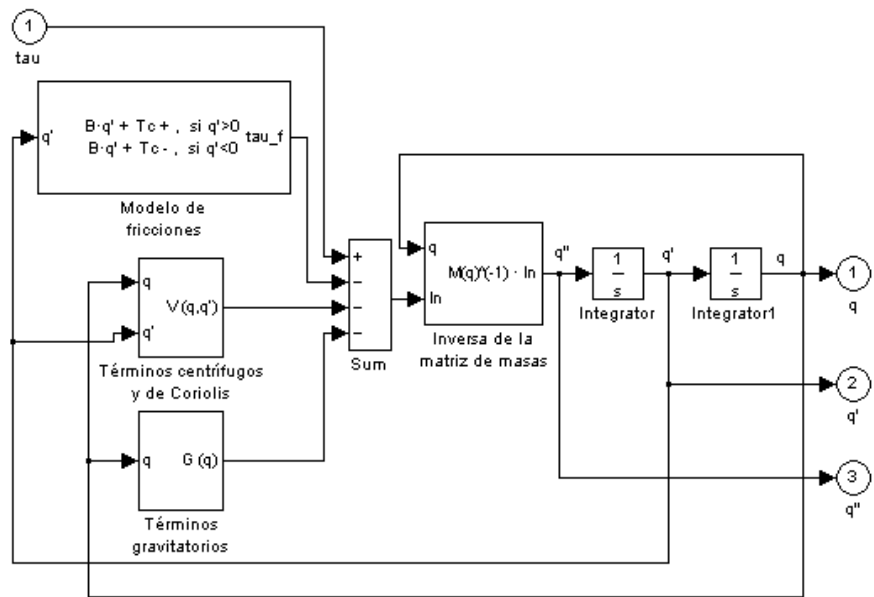 1
tau
q'
B·q' + Tc + , si q'>0
B·q' + Tc - , si q'<0
tau_f
Modelo de
fricciones
q
V(q,q')
q'
Términos centrífugos
y de Coriolis
q
G (q)
Términos
gravitatorios
+
−
−
−
Sum
q
M(q)^(-1) · In
In
Inversa de la
matriz de masas
q''
1
s
Integrator
q'
1
s
Integrator1
q
1
q
2
q'
3
q''